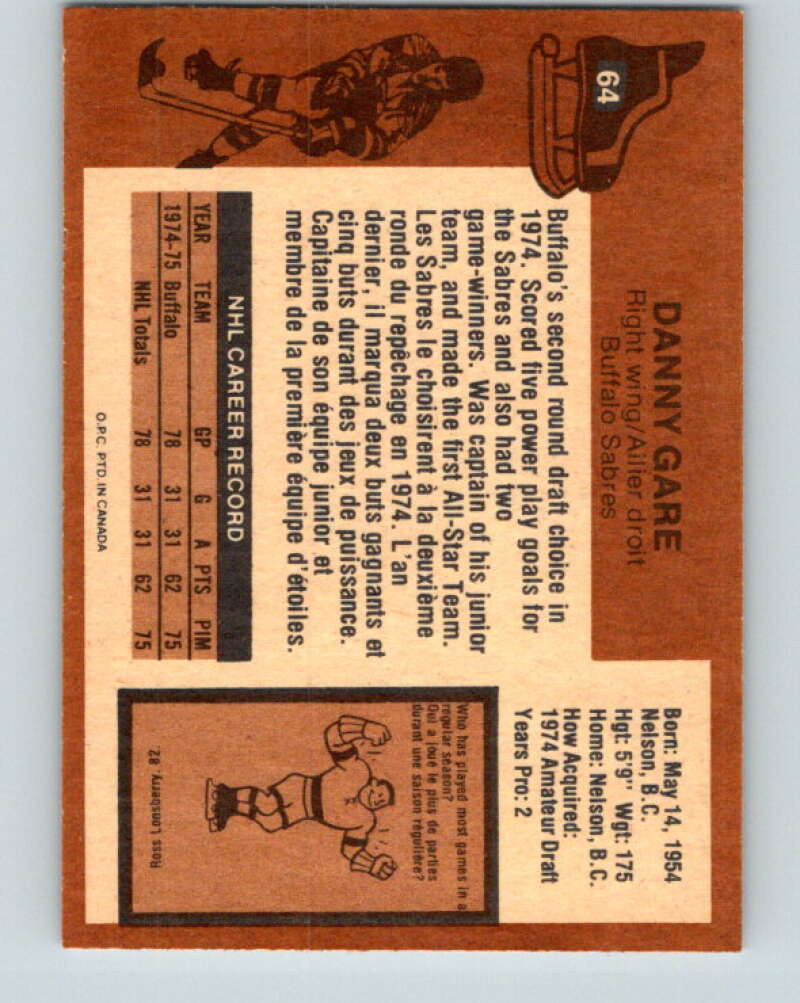 64
DANNY GARE
Right wing/Ailier droit
Buffalo Sabres
Born: May 14, 1954
Nelson, B.C.
Hgt: 5'9" Wgt: 175
Home: Nelson, B.C.
How Acquired:
1974 Amateur Draft
Years Pro: 2
Buffalo's second round draft choice in
1974. Scored five power play goals for
the Sabres and also had two
game-winners. Was captain of his junior
team, and made the first All-Star Team.
Les Sabres le choisirent à la deuxième
ronde du repêchage en 1974. L'an
dernier, il marqua deux buts gagnants et
cinq buts durant des jeux de puissance.
Capitaine de son équipe junior et
membre de la première équipe d'étoiles.
NHL CAREER RECORD
YEAR TEAM GP G A PTS PIM
1974-75 Buffalo 78 31 31 62 75
NHL Totals 78 31 31 62 75
O.P.C. PTD. IN CANADA
Who has played most games in a
regular season?
Qui a joué le plus de parties
durant une saison régulière?
Ross Lonsberry, 82